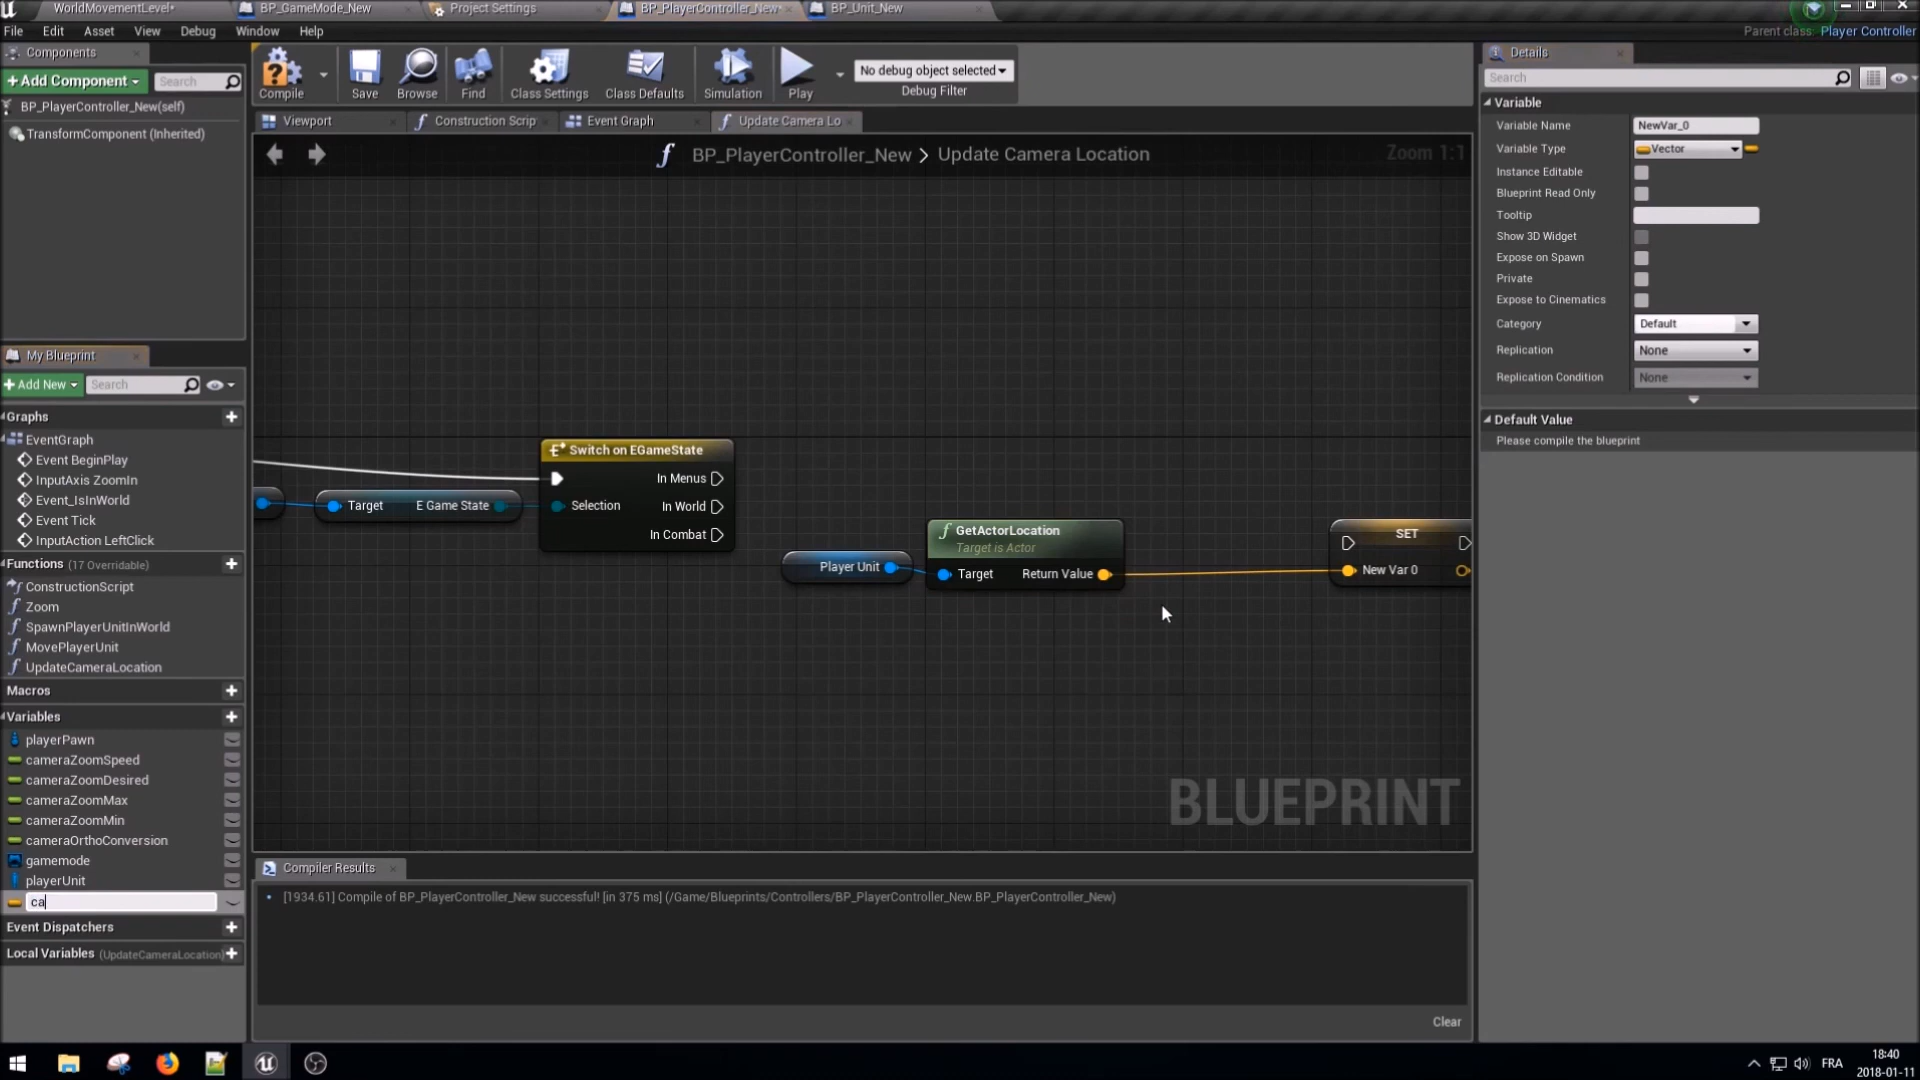 WorldMovementLevel•
BP_GameMode_New
Project Settings
BP_PlayerController_New•
BP_Unit_New
File Edit Asset View Debug Window Help
Parent class: Player Controller
Components
+Add Component
Search
BP_PlayerController_New(self)
TransformComponent (Inherited)
Compile
Save
Browse
Find
Class Settings
Class Defaults
Simulation
Play
No debug object selected
Debug Filter
Viewport
Construction Scrip
Event Graph
Update Camera Lo
BP_PlayerController_New > Update Camera Location
Zoom 1:1
Switch on EGameState
In Menus
Selection
In World
In Combat
Target
E Game State
Player Unit
GetActorLocation
Target is Actor
Target
Return Value
SET
New Var 0
BLUEPRINT
My Blueprint
+Add New
Search
Graphs
EventGraph
Event BeginPlay
InputAxis ZoomIn
Event_IsInWorld
Event Tick
InputAction LeftClick
Functions (17 Overridable)
ConstructionScript
Zoom
SpawnPlayerUnitInWorld
MovePlayerUnit
UpdateCameraLocation
Macros
Variables
playerPawn
cameraZoomSpeed
cameraZoomDesired
cameraZoomMax
cameraZoomMin
cameraOrthoConversion
gamemode
playerUnit
ca
Event Dispatchers
Local Variables (UpdateCameraLocation)
Compiler Results
[1934.61] Compile of BP_PlayerController_New successful! [in 375 ms] (/Game/Blueprints/Controllers/BP_PlayerController_New.BP_PlayerController_New)
Clear
Details
Search
Variable
Variable Name NewVar_0
Variable Type Vector
Instance Editable
Blueprint Read Only
Tooltip
Show 3D Widget
Expose on Spawn
Private
Expose to Cinematics
Category Default
Replication None
Replication Condition None
Default Value
Please compile the blueprint
FRA
18:40
2018-01-11